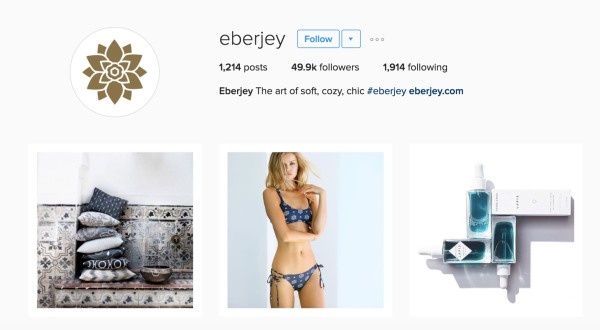 eberjey Follow
1,214 posts 49.9k followers 1,914 following
Eberjey The art of soft, cozy, chic #eberjey eberjey.com